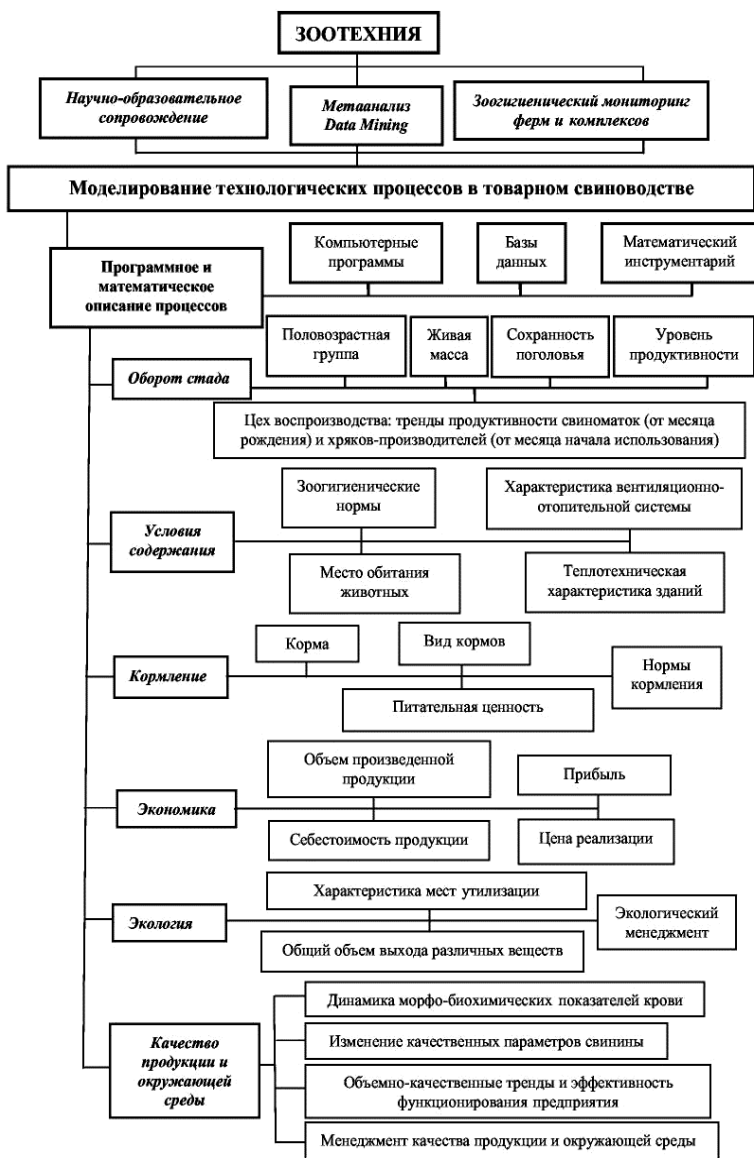 ЗООТЕХНИЯ
Научно-образовательное
сопровождение
Метаанализ
Data Mining
Зоогигиенический мониторинг
ферм и комплексов
Моделирование технологических процессов в товарном свиноводстве
Программное и
математическое
описание процессов
Компьютерные
программы
Базы
данных
Математический
инструментарий
Оборот стада
Половозрастная
группа
Живая
масса
Сохранность
поголовья
Уровень
продуктивности
Цех воспроизводства: тренды продуктивности свиноматок (от месяца
рождения) и хряков-производителей (от месяца начала использования)
Условия
содержания
Зоогигиенические
нормы
Характеристика вентиляционно-
отопительной системы
Место обитания
животных
Теплотехническая
характеристика зданий
Кормление
Корма
Вид кормов
Нормы
кормления
Питательная ценность
Экономика
Объем произведенной
продукции
Прибыль
Себестоимость продукции
Цена реализации
Экология
Характеристика мест утилизации
Экологический
менеджмент
Общий объем выхода различных веществ
Качество
продукции и
окружающей
среды
Динамика морфо-биохимических показателей крови
Изменение качественных параметров свинины
Объемно-качественные тренды и эффективность
функционирования предприятия
Менеджмент качества продукции и окружающей среды